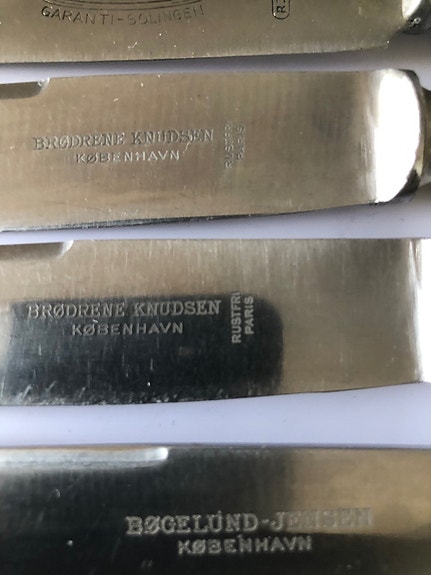 GARANTI-SOLINGEN
BRØDRENE KNUDSEN
KØBENHAVN
RUSTFRI
PARIS
BRØDRENE KNUDSEN
KØBENHAVN
RUSTFRI
PARIS
BØGELUND-JENSEN
KØBENHAVN